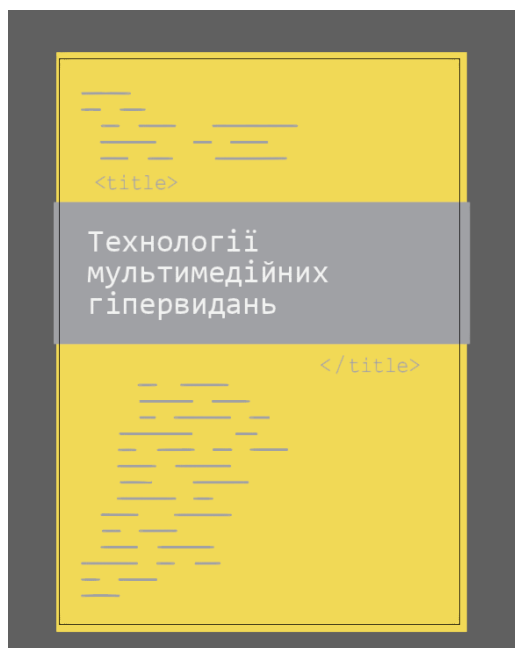 <title>
Технології
мультимедійних
гіпервидань
</title>